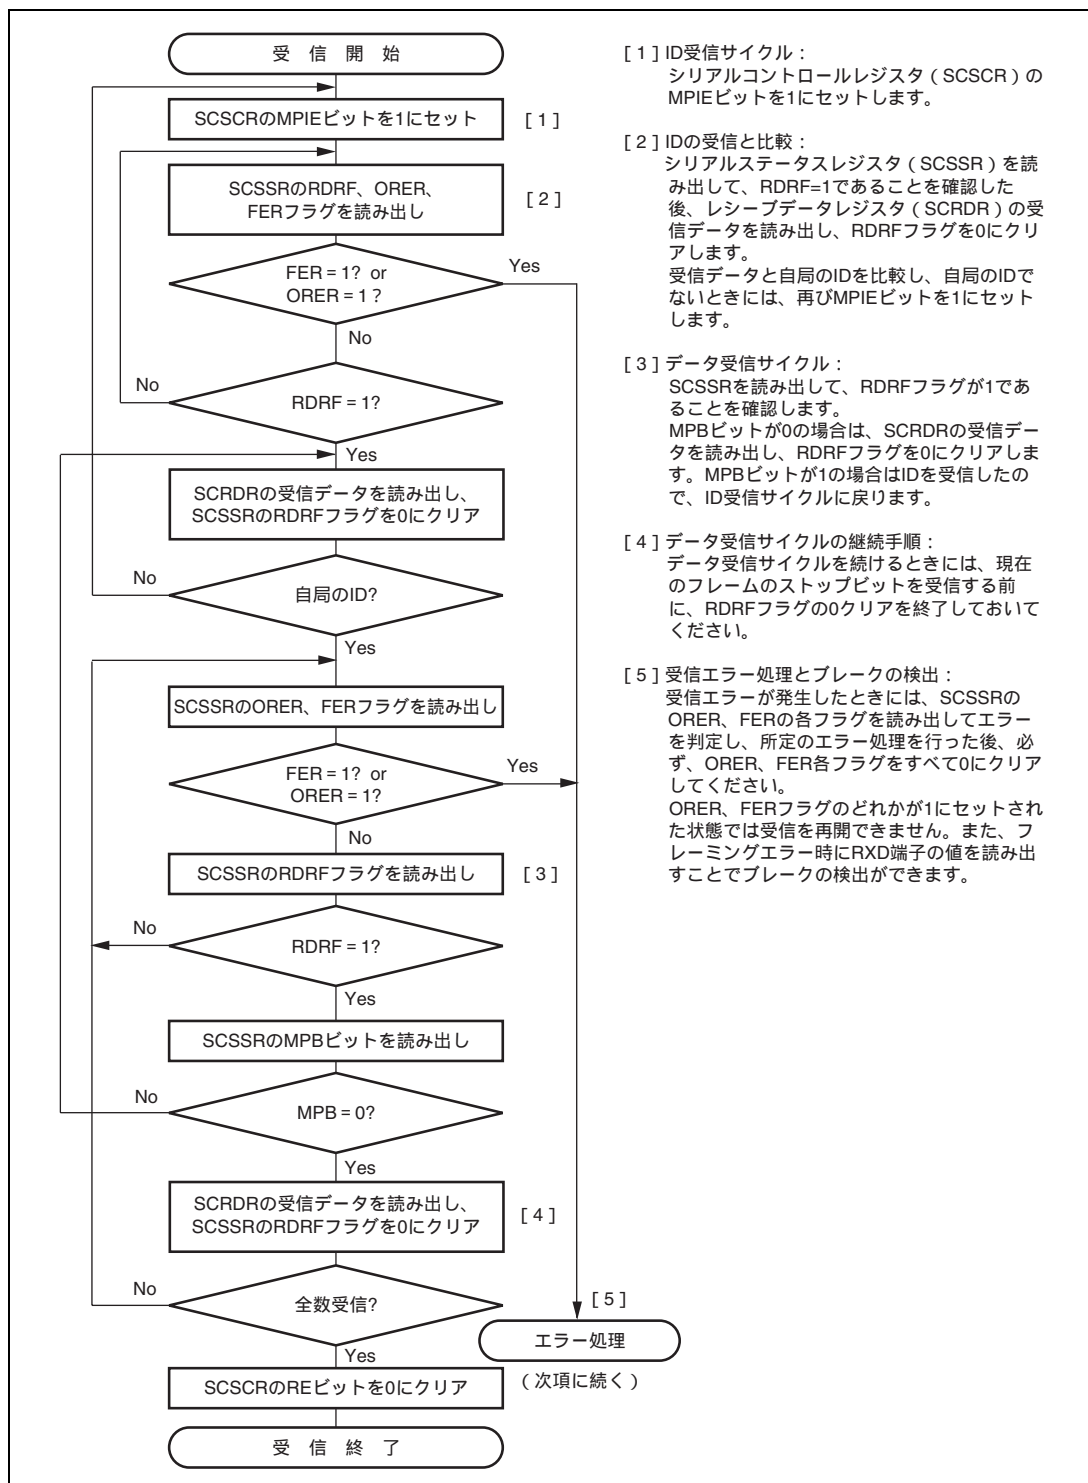 受 信 開 始
SCSCRのMPIEビットを1にセット
[ 1 ]
SCSSRのRDRF、ORER、
FERフラグを読み出し
[ 2 ]
FER = 1? or
ORER = 1 ?
Yes
No
RDRF = 1?
No
Yes
SCRDRの受信データを読み出し、
SCSSRのRDRFフラグを0にクリア
自局のID?
No
Yes
SCSSRのORER、FERフラグを読み出し
FER = 1? or
ORER = 1?
Yes
No
SCSSRのRDRFフラグを読み出し
[ 3 ]
RDRF = 1?
No
Yes
SCSSRのMPBビットを読み出し
MPB = 0?
No
Yes
SCRDRの受信データを読み出し、
SCSSRのRDRFフラグを0にクリア
[ 4 ]
全数受信?
No
Yes
[ 5 ]
エラー処理
(次項に続く)
SCSCRのREビットを0にクリア
受 信 終 了
[ 1 ] ID受信サイクル:
シリアルコントロールレジスタ(SCSCR)の
MPIEビットを1にセットします。
[ 2 ] IDの受信と比較:
シリアルステータスレジスタ(SCSSR)を読
み出して、RDRF=1であることを確認した
後、レシーブデータレジスタ(SCRDR)の受
信データを読み出し、RDRFフラグを0にクリ
アします。
受信データと自局のIDを比較し、自局のIDで
ないときには、再びMPIEビットを1にセット
します。
[ 3 ] データ受信サイクル:
SCSSRを読み出して、RDRFフラグが1であ
ることを確認します。
MPBビットが0の場合は、SCRDRの受信デー
タを読み出し、RDRFフラグを0にクリアしま
す。MPBビットが1の場合はIDを受信したの
で、ID受信サイクルに戻ります。
[ 4 ] データ受信サイクルの継続手順:
データ受信サイクルを続けるときには、現在
のフレームのストップビットを受信する前
に、RDRFフラグの0クリアを終了しておいて
ください。
[ 5 ] 受信エラー処理とブレークの検出:
受信エラーが発生したときには、SCSSRの
ORER、FERの各フラグを読み出してエラー
を判定し、所定のエラー処理を行った後、必
ず、ORER、FER各フラグをすべて0にクリア
してください。
ORER、FERフラグのどれかが1にセットされ
た状態では受信を再開できません。また、フ
レーミングエラー時にRXD端子の値を読み出
すことでブレークの検出ができます。